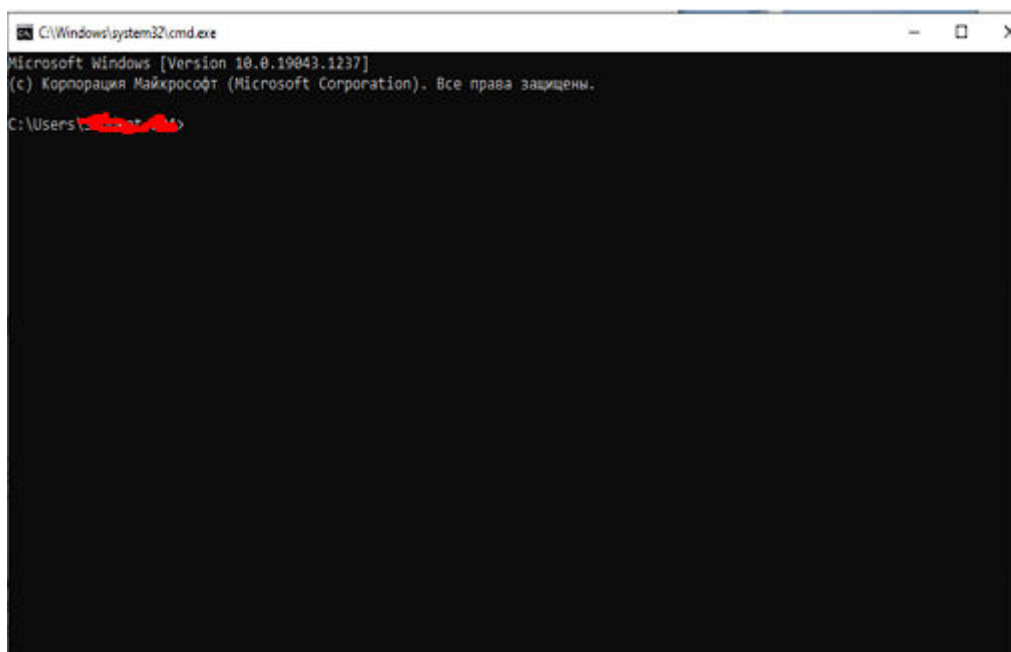 C:\Windows\system32\cmd.exe
Microsoft Windows [Version 10.0.19043.1237]
(c) Корпорация Майкрософт (Microsoft Corporation). Все права защищены.
C:\Users\